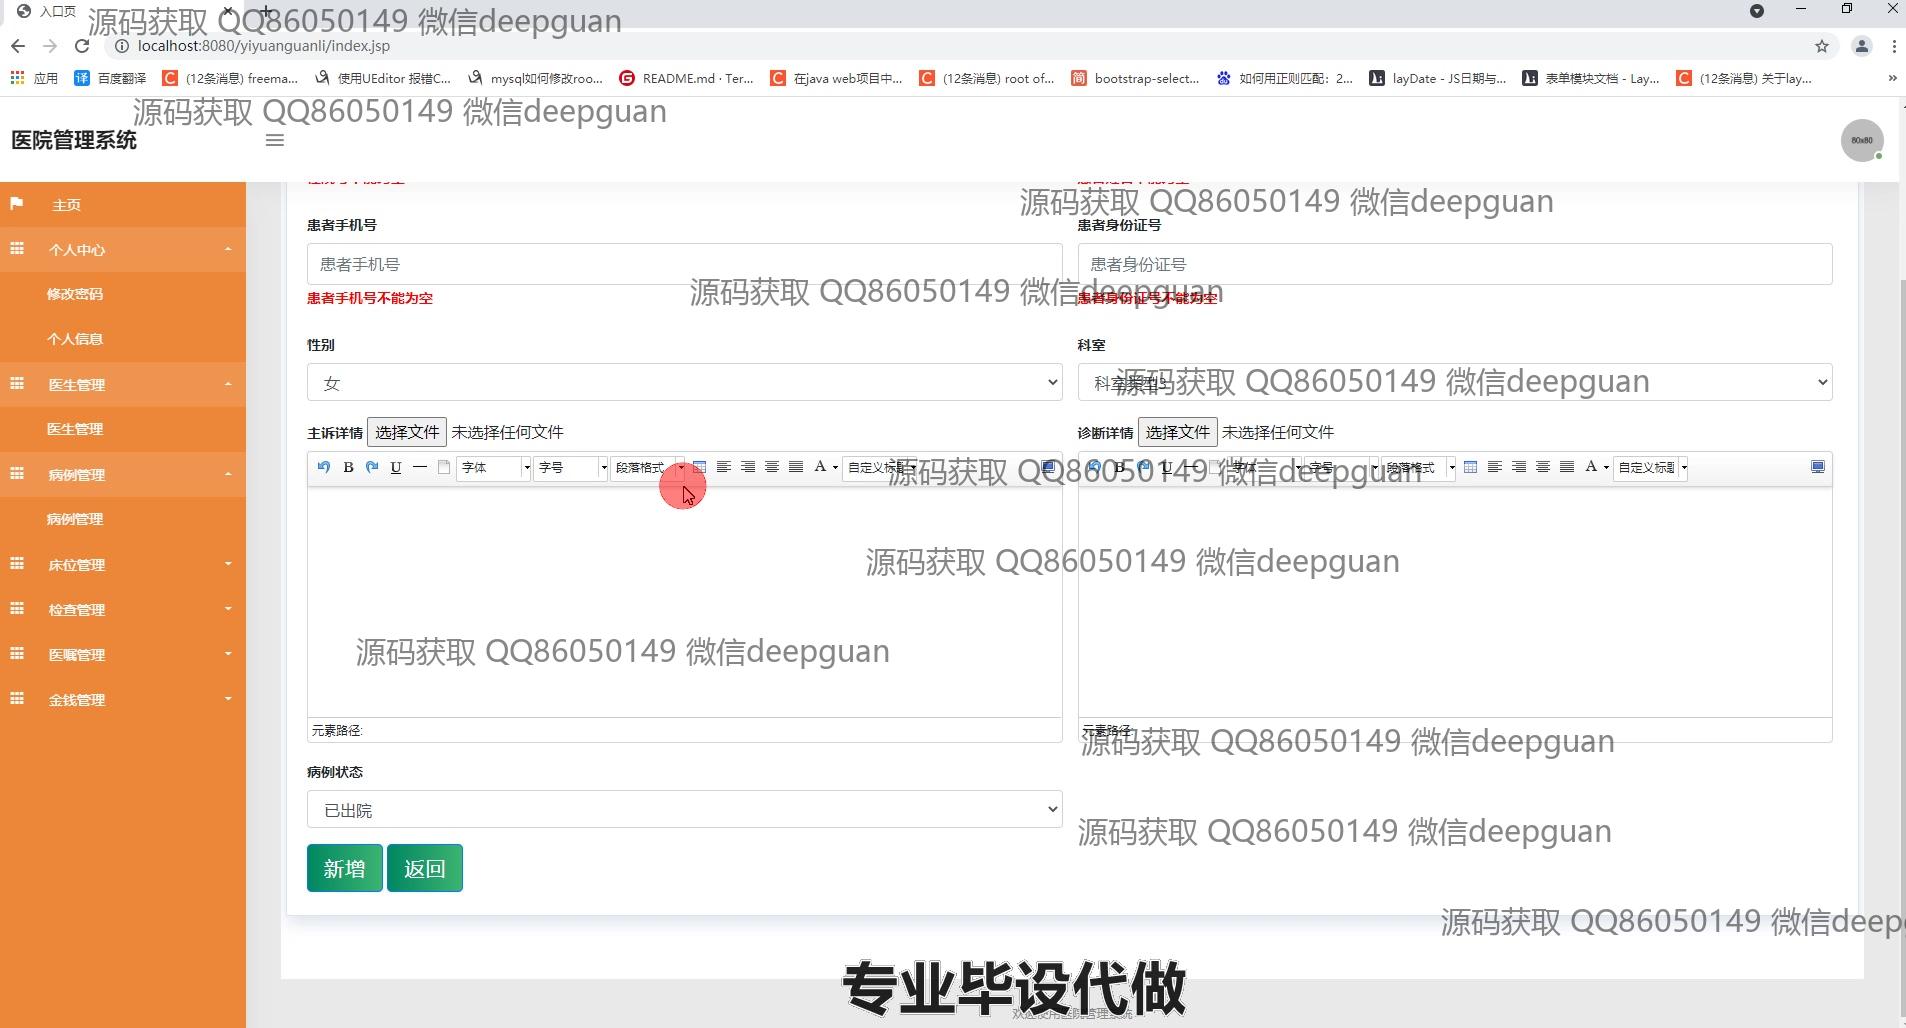 入口页
源码获取 QQ86050149 微信deepguan
localhost:8080/yiyuanguanli/index.jsp
应用 百度翻译 (12条消息) freema... 使用UEditor 报错C... mysql如何修改roo... README.md · Ter... 在java web项目中... (12条消息) root of... bootstrap-select... 如何用正则匹配：2... layDate - JS日期与... 表单模块文档 - Lay... (12条消息) 关于lay...
源码获取 QQ86050149 微信deepguan
医院管理系统
80x80
主页
个人中心
修改密码
个人信息
医生管理
医生管理
病例管理
病例管理
床位管理
检查管理
医嘱管理
金钱管理
源码获取 QQ86050149 微信deepguan
患者手机号 患者身份证号
患者手机号 患者身份证号
源码获取 QQ86050149 微信deepguan
患者手机号不能为空 患者身份证号不能为空
性别 科室
女 科室类型3
源码获取 QQ86050149 微信deepguan
主诉详情 选择文件 未选择任何文件 诊断详情 选择文件 未选择任何文件
B U 字体 字号 段落格式 A 自定义标题 B U 字体 字号 段落格式 A 自定义标题
源码获取 QQ86050149 微信deepguan
源码获取 QQ86050149 微信deepguan
源码获取 QQ86050149 微信deepguan
元素路径: 元素路径:
源码获取 QQ86050149 微信deepguan
病例状态
已出院
源码获取 QQ86050149 微信deepguan
新增 返回
源码获取 QQ86050149 微信deep
专业毕设代做
欢迎使用医院管理系统